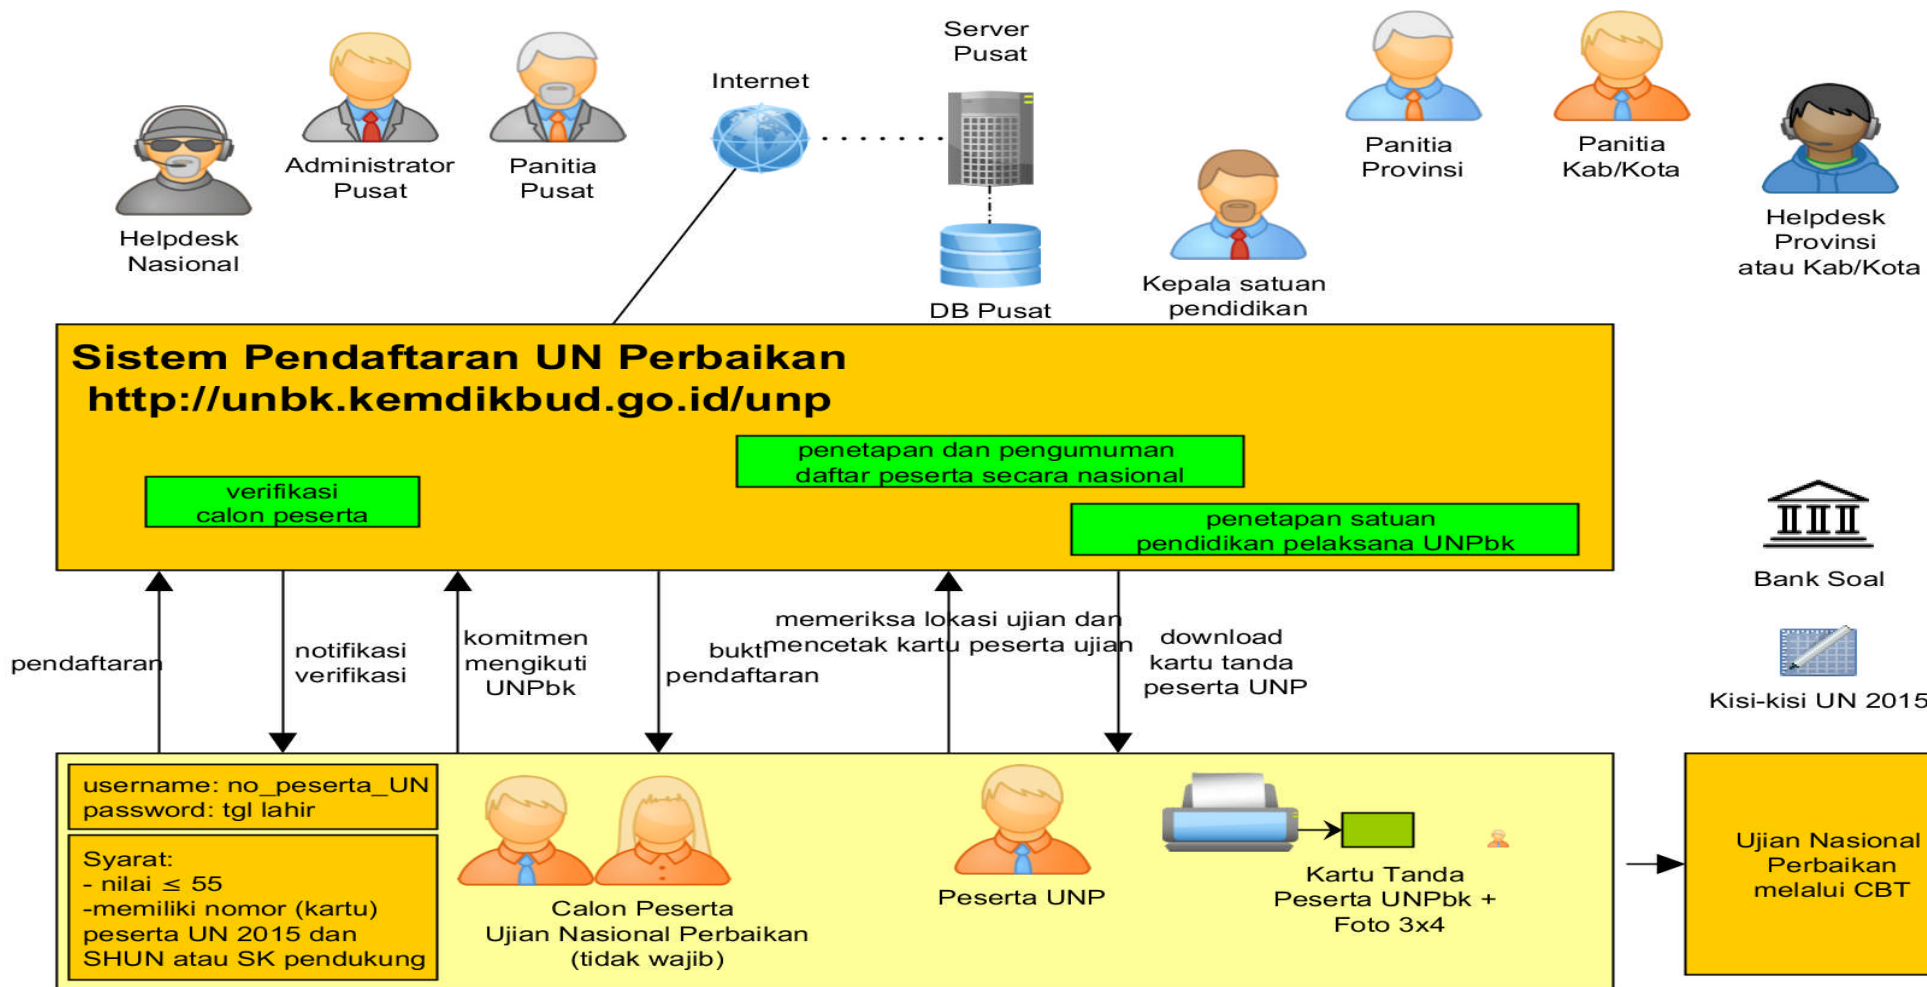 Helpdesk
Nasional
Administrator
Pusat
Panitia
Pusat
Internet
Server
Pusat
DB Pusat
Kepala satuan
pendidikan
Panitia
Provinsi
Panitia
Kab/Kota
Helpdesk
Provinsi
atau Kab/Kota
Sistem Pendaftaran UN Perbaikan
http://unbk.kemdikbud.go.id/unp
verifikasi
calon peserta
penetapan dan pengumuman
daftar peserta secara nasional
penetapan satuan
pendidikan pelaksana UNPbk
Bank Soal
Kisi-kisi UN 2015
pendaftaran
notifikasi
verifikasi
komitmen
mengikuti
UNPbk
bukti
pendaftaran
memeriksa lokasi ujian dan
mencetak kartu peserta ujian
download
kartu tanda
peserta UNP
username: no_peserta_UN
password: tgl lahir
Syarat:
- nilai ≤ 55
-memiliki nomor (kartu)
peserta UN 2015 dan
SHUN atau SK pendukung
Calon Peserta
Ujian Nasional Perbaikan
(tidak wajib)
Peserta UNP
Kartu Tanda
Peserta UNPbk +
Foto 3x4
Ujian Nasional
Perbaikan
melalui CBT